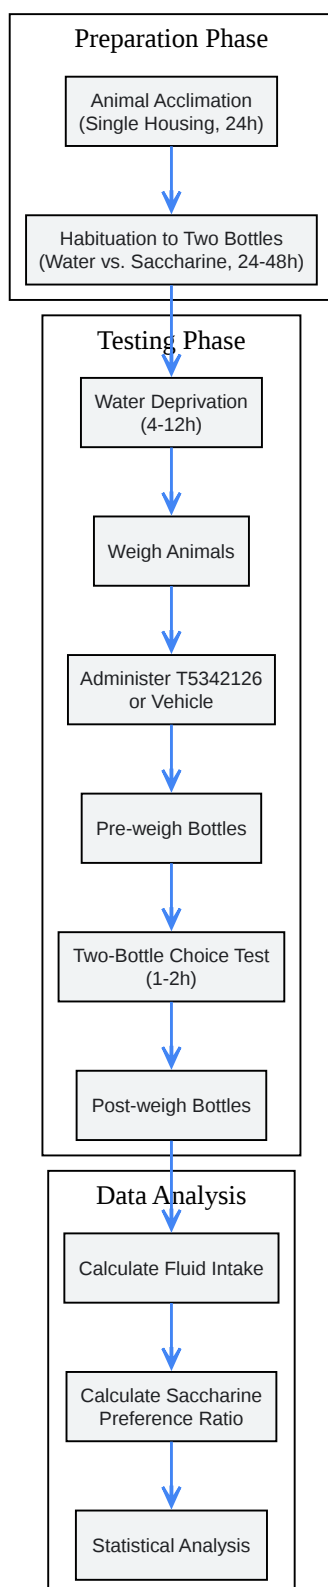 Preparation Phase
Animal Acclimation
(Single Housing, 24h)
Habituation to Two Bottles
(Water vs. Saccharine, 24-48h)
Testing Phase
Water Deprivation
(4-12h)
Weigh Animals
Administer T5342126
or Vehicle
Pre-weigh Bottles
Two-Bottle Choice Test
(1-2h)
Post-weigh Bottles
Data Analysis
Calculate Fluid Intake
Calculate Saccharine
Preference Ratio
Statistical Analysis